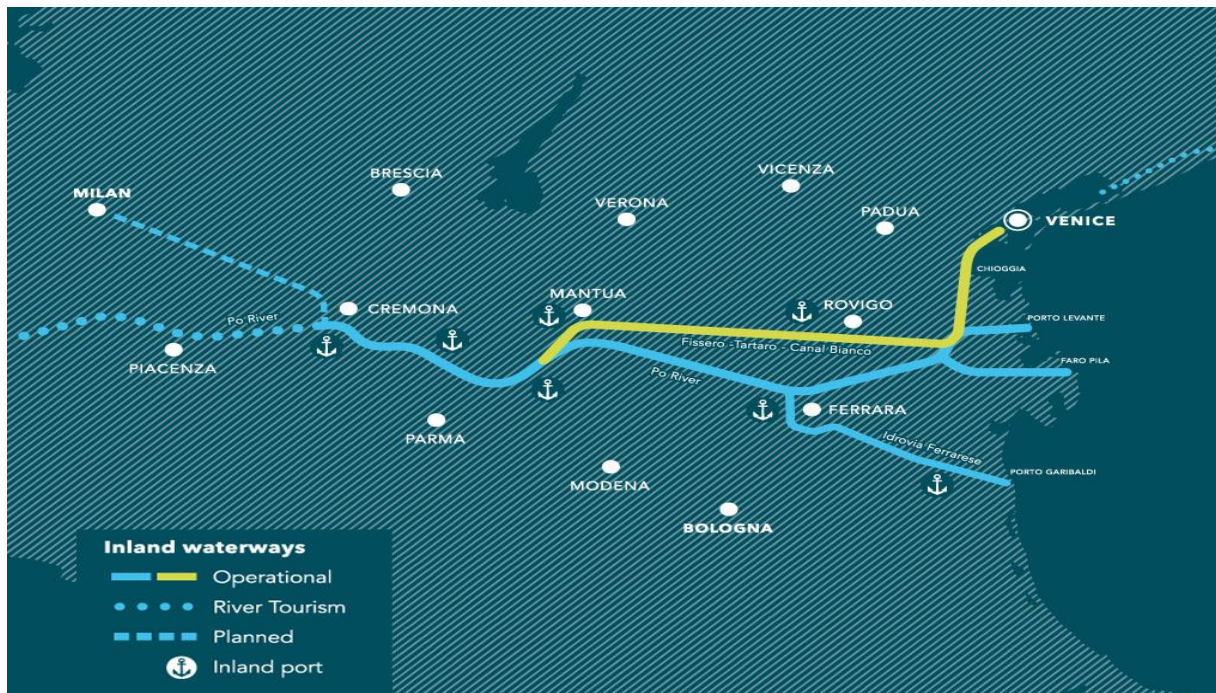 BRESCIA
VICENZA
MILAN
VERONA
PADUA
VENICE
CHIOGGIA
MANTUA
CREMONA
ROVIGO
PORTO LEVANTE
Po River
Fissero -Tartaro - Canal Bianco
FARO PILA
PIACENZA
Po River
FERRARA
PARMA
Idrovia Ferrarese
PORTO GARIBALDI
MODENA
BOLOGNA
Inland waterways
Operational
River Tourism
Planned
Inland port